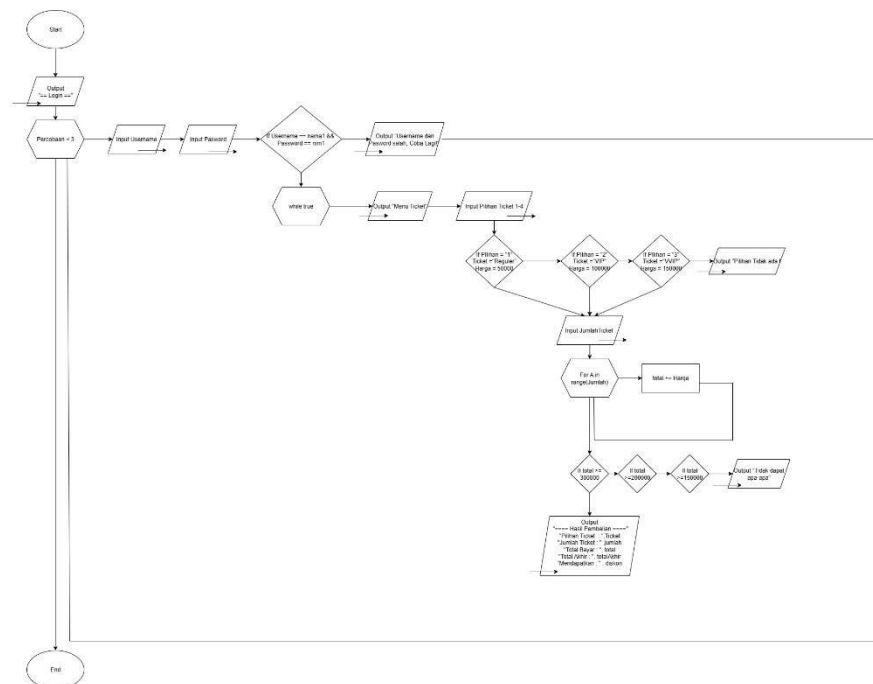 Start
Output
"== Login =="
Percobaan < 3
Input Username
Input Pasword
If Username == nama1 &&
Password == nim1
Output "Username dan
Pasword salah, Coba Lagi"
while true
Output "Menu Ticket"
Input Pilihan Ticket 1-4
If Pilihan = "1"
Ticket = "Reguler"
Harga = 50000
If Pilihan = "2"
Ticket = "VIP"
Harga = 100000
If Pilihan = "3"
Ticket = "VVIP"
Harga = 150000
Output "Pilihan Tidak ada
Input Jumlah ticket
For A in
range(Jumlah)
total += Harga
If total >=
300000
If total
>=200000
If total
>=150000
Output "Tidak dapat
apa apa"
Output
"==== Hasil Pembelian ===="
"Pilihan Ticket : ", Ticket
"Jumlah Ticket : ", jumlah
"Total Bayar : ", total
"Total Akhir : ", totalAkhir
"Mendapatkan : ", diskon
End